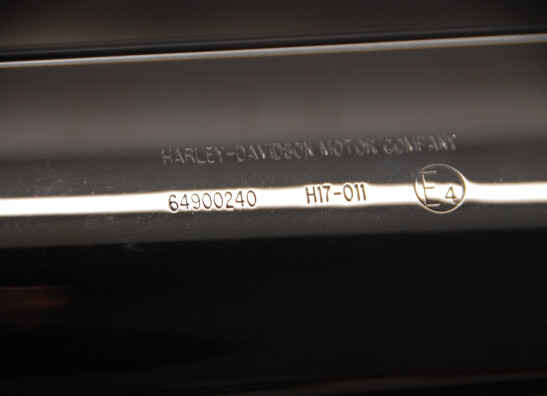 HARLEY-DAVIDSON MOTOR COMPANY
64900240 H17-011 E4